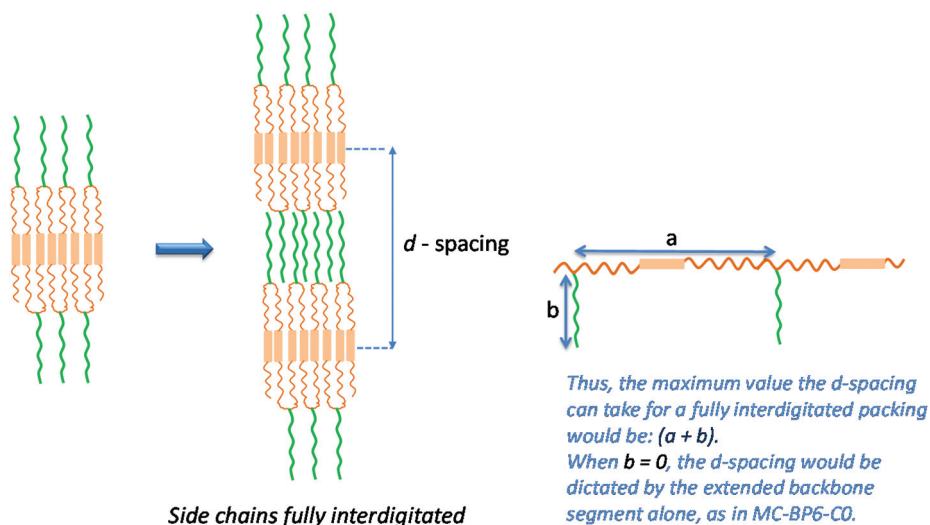 d - spacing
Side chains fully interdigitated
a
b
Thus, the maximum value the d-spacing
can take for a fully interdigitated packing
would be: (a + b).
When b = 0, the d-spacing would be
dictated by the extended backbone
segment alone, as in MC-BP6-C0.